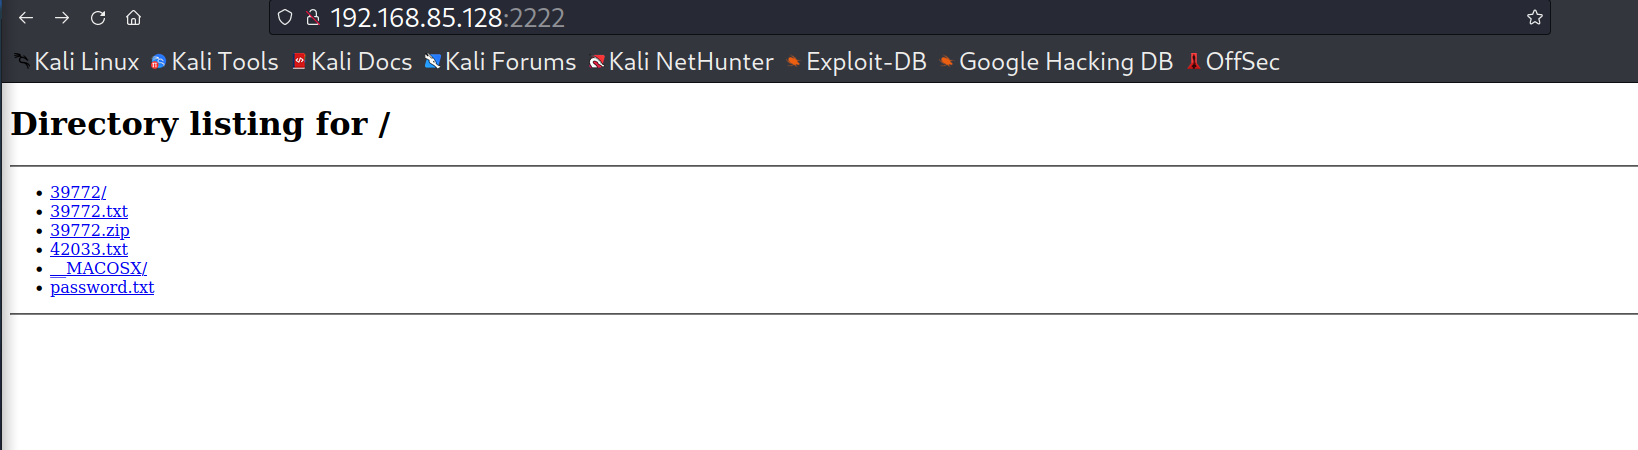 192.168.85.128:2222
Kali Linux Kali Tools Kali Docs Kali Forums Kali NetHunter Exploit-DB Google Hacking DB OffSec
Directory listing for /
39772/
39772.txt
39772.zip
42033.txt
__MACOSX/
password.txt